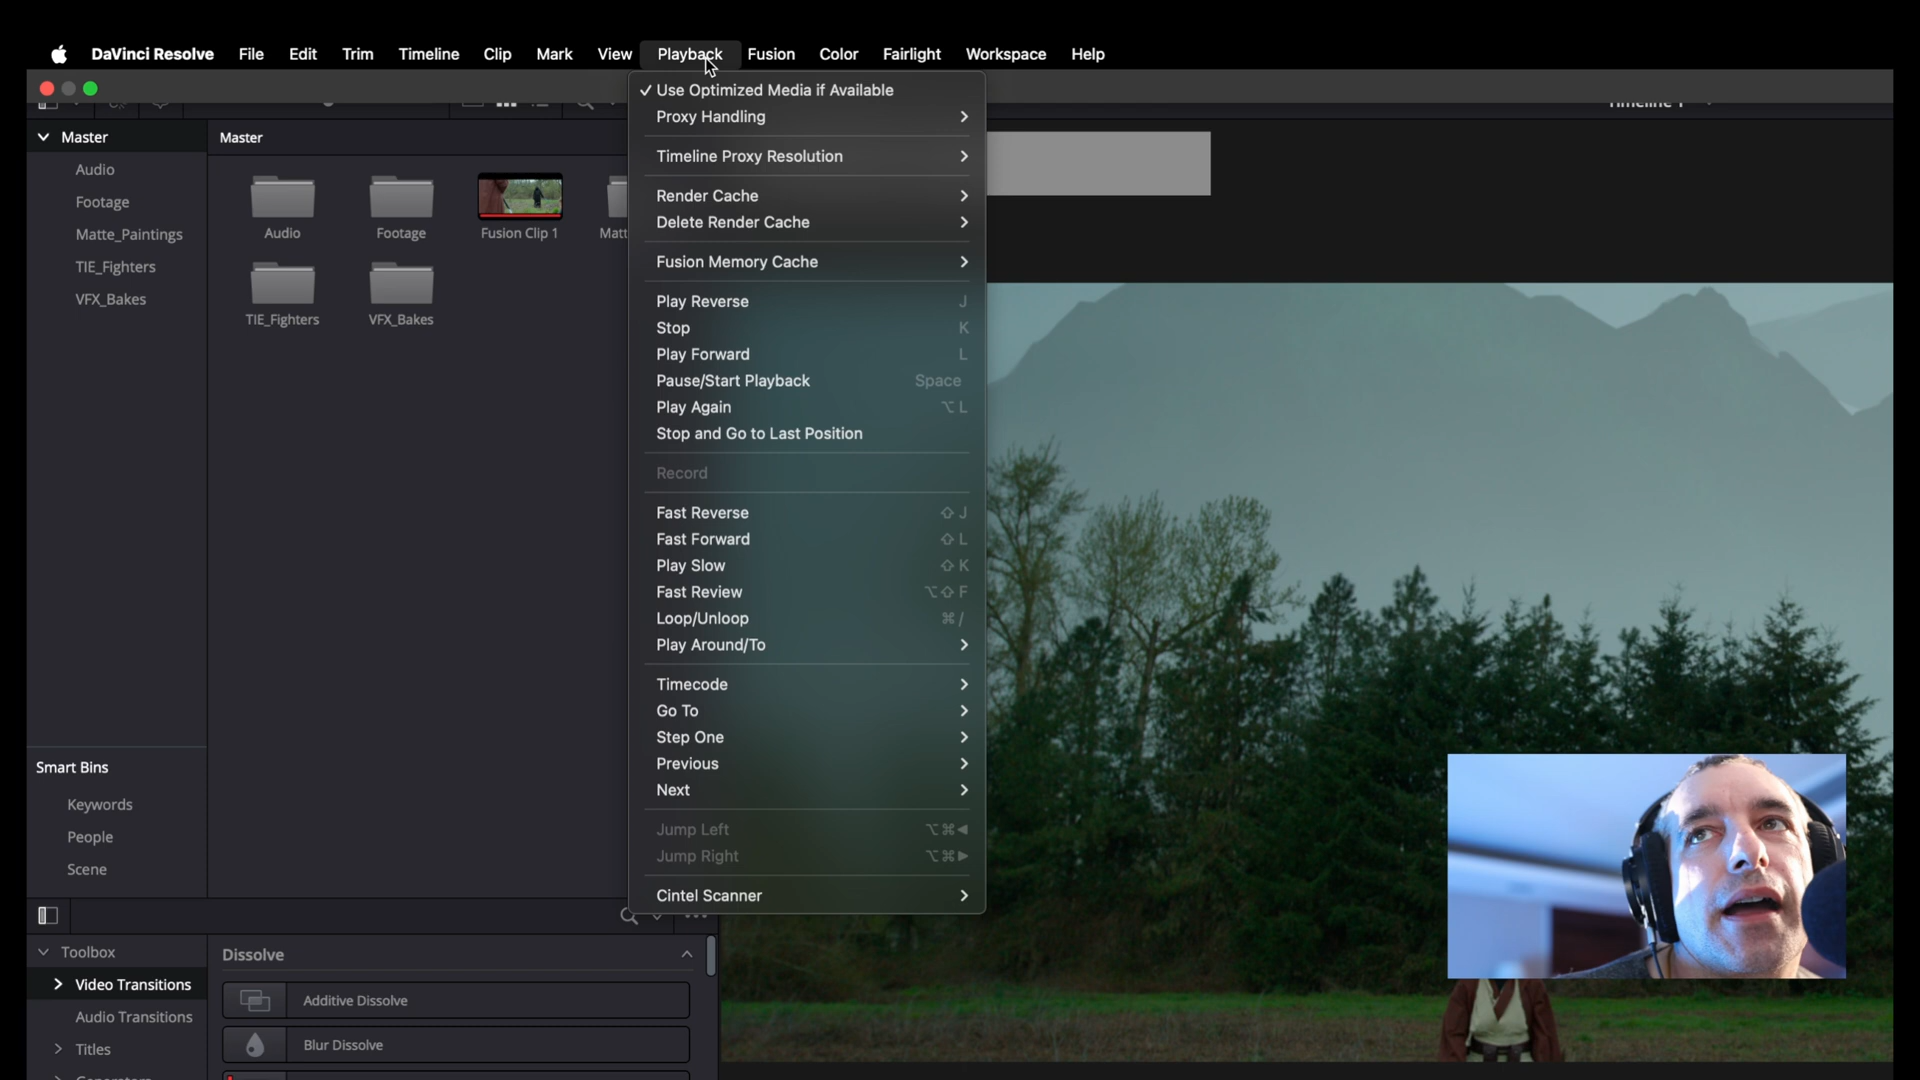 DaVinci Resolve File Edit Trim Timeline Clip Mark View Playback Fusion Color Fairlight Workspace Help
Timeline 1
Master
Audio
Footage
Matte_Paintings
TIE_Fighters
VFX_Bakes
Master
Audio
Footage
Fusion Clip 1
Matt
TIE_Fighters
VFX_Bakes
✓ Use Optimized Media if Available
Proxy Handling >
Timeline Proxy Resolution >
Render Cache >
Delete Render Cache >
Fusion Memory Cache >
Play Reverse J
Stop K
Play Forward L
Pause/Start Playback Space
Play Again ⌥ L
Stop and Go to Last Position
Record
Fast Reverse ⇧ J
Fast Forward ⇧ L
Play Slow ⇧ K
Fast Review ⌥⇧ F
Loop/Unloop ⌘ /
Play Around/To >
Timecode >
Go To >
Step One >
Previous >
Next >
Jump Left ⌥⌘◀
Jump Right ⌥⌘▶
Cintel Scanner >
Smart Bins
Keywords
People
Scene
Toolbox
Video Transitions
Audio Transitions
Titles
Dissolve
Additive Dissolve
Blur Dissolve